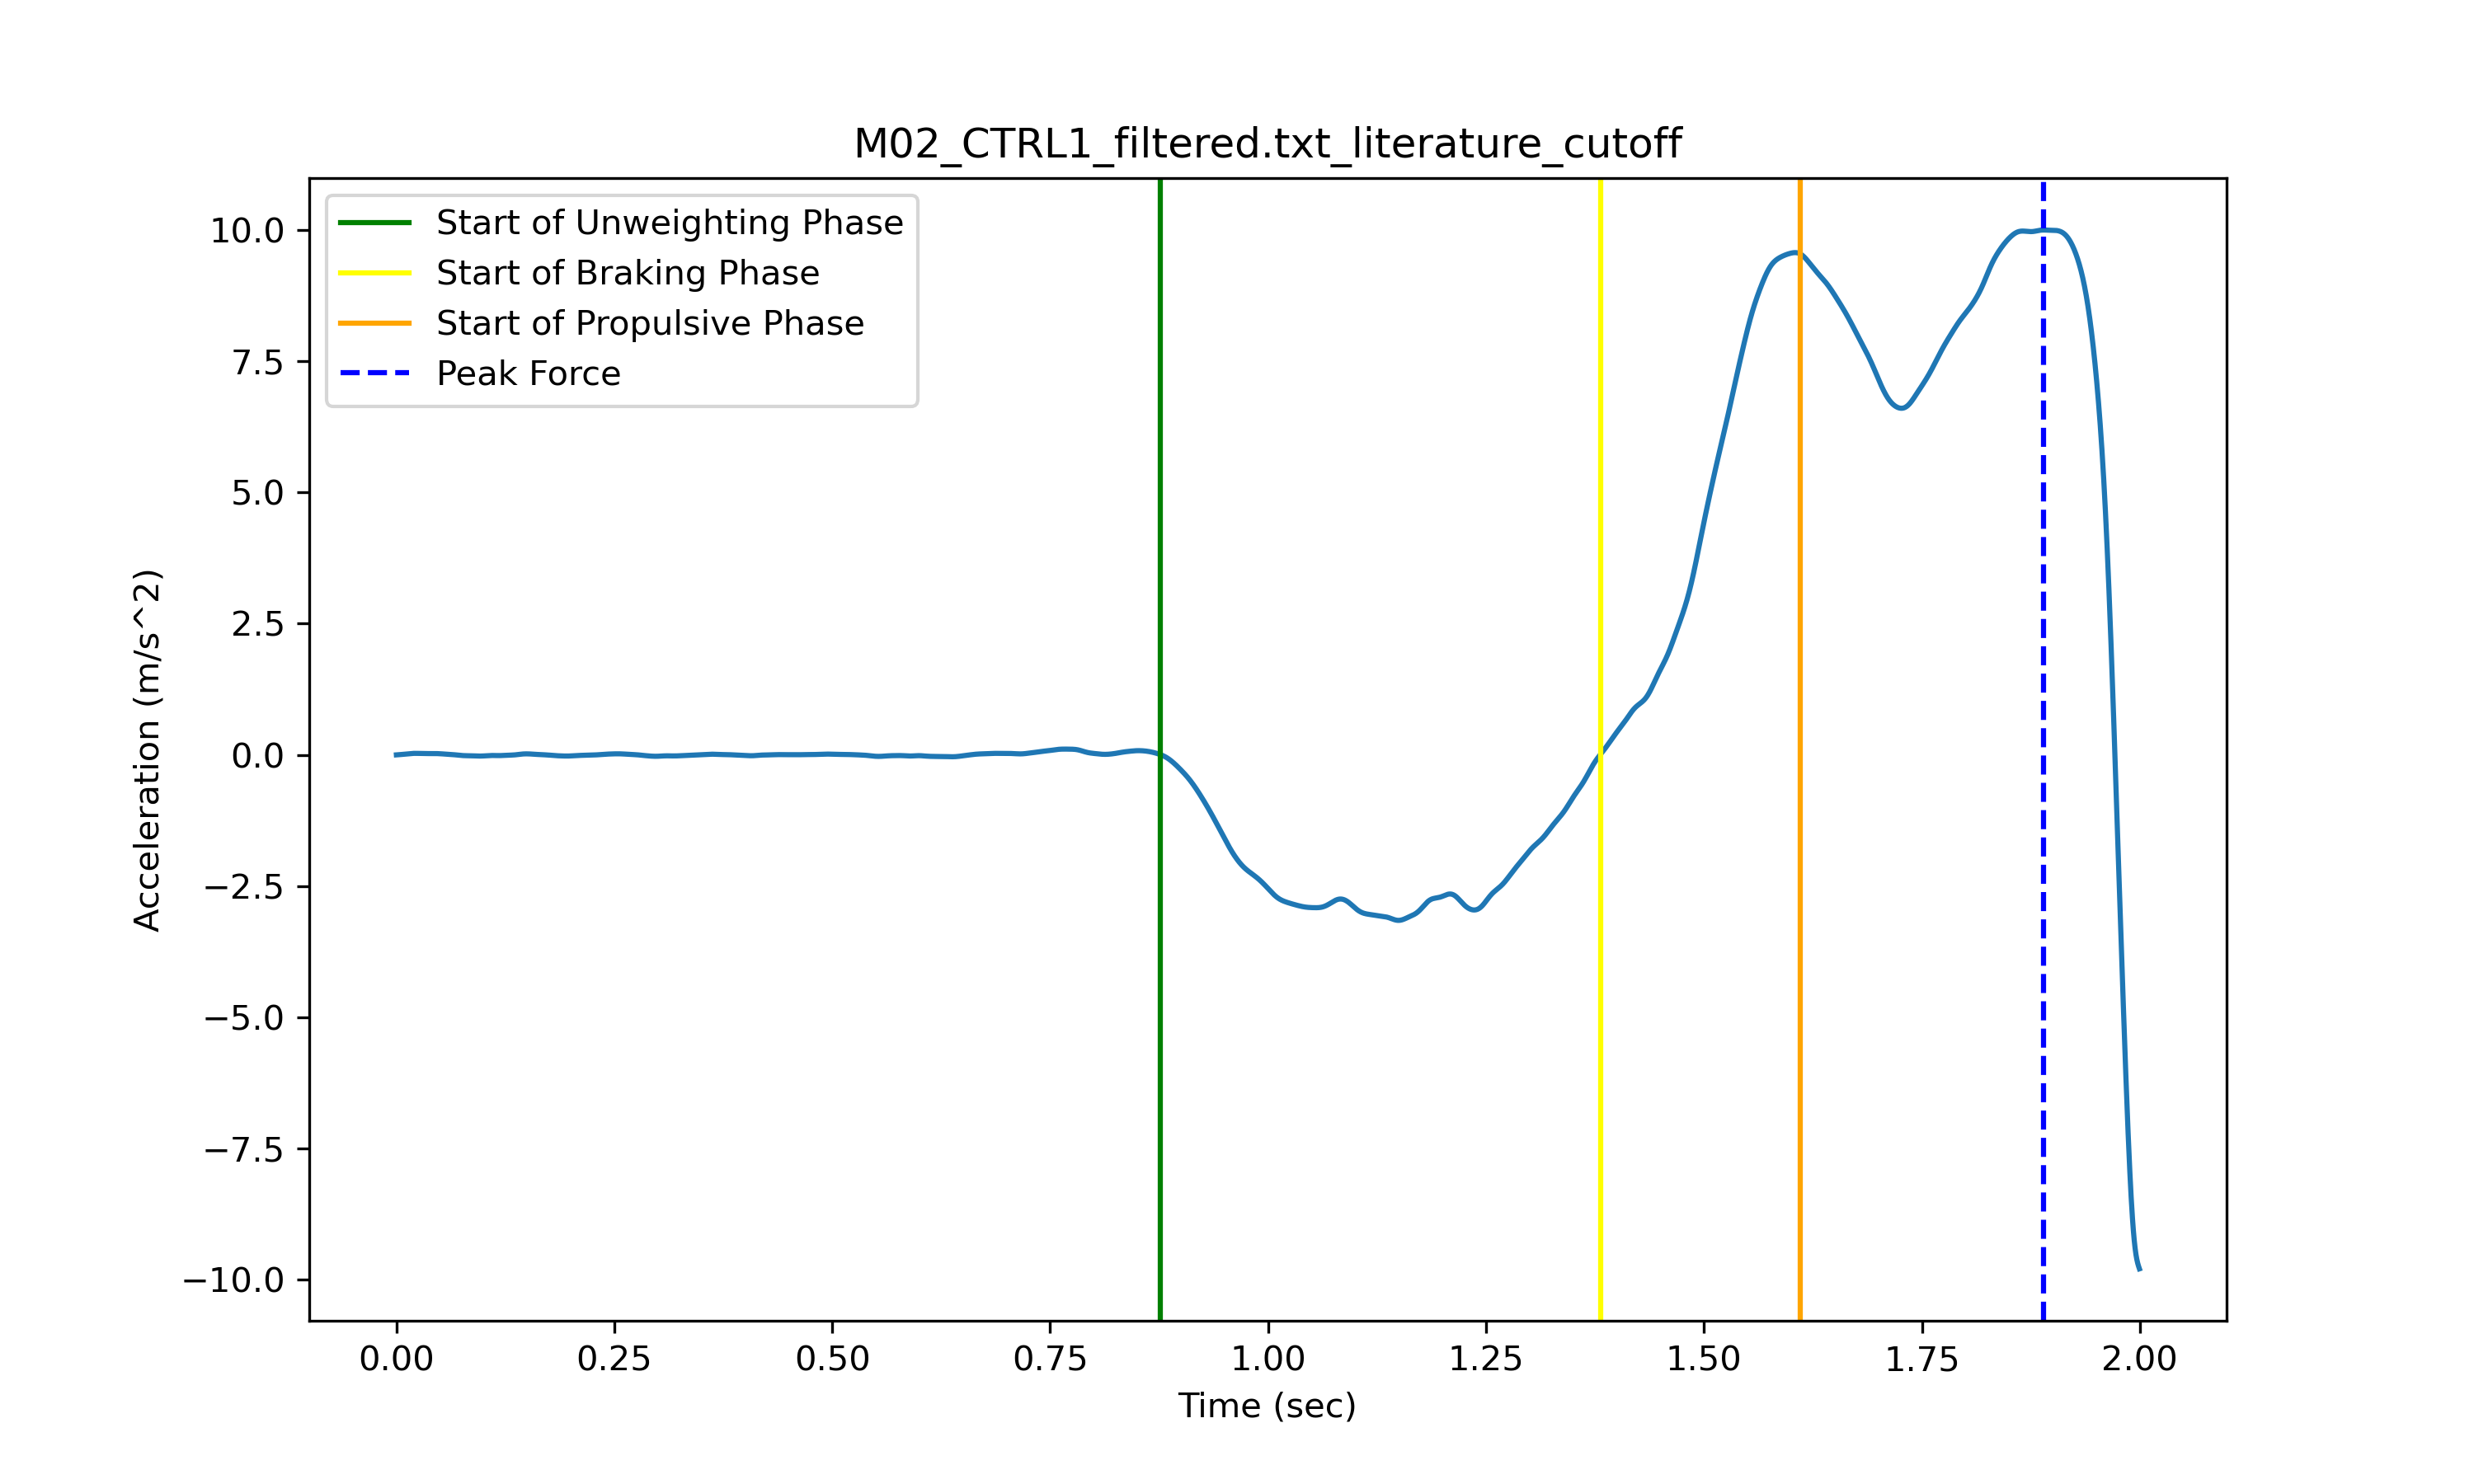 M02_CTRL1_filtered.txt_literature_cutoff
Start of Unweighting Phase
Start of Braking Phase
Start of Propulsive Phase
Peak Force
10.0
7.5
5.0
2.5
0.0
−2.5
−5.0
−7.5
−10.0
Acceleration (m/s^2)
0.00 0.25 0.50 0.75 1.00 1.25 1.50 1.75 2.00
Time (sec)